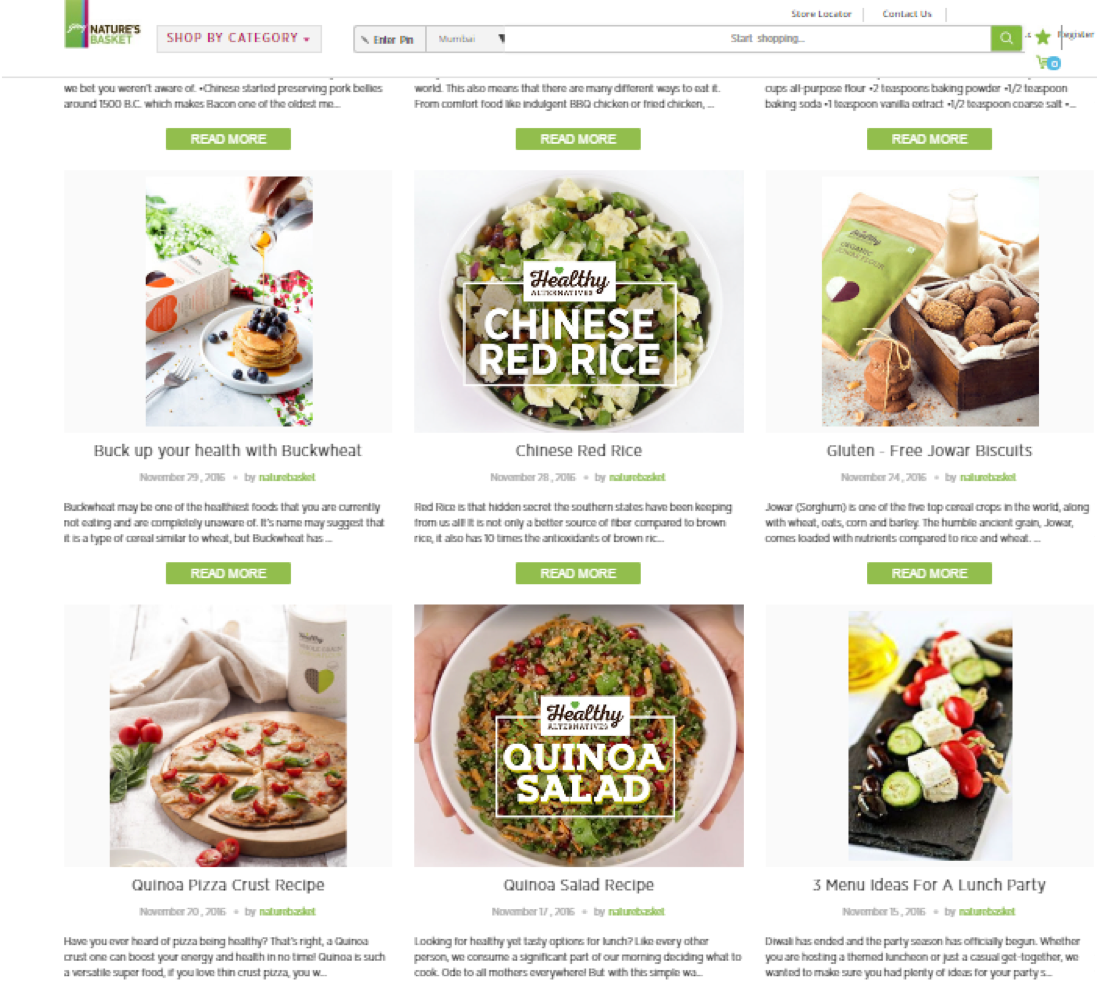 Store Locator
Contact Us
NATURE'S
BASKET
SHOP BY CATEGORY
Enter Pin
Mumbai
Start shopping...
Register
0
we bet you weren't aware of. •Chinese started preserving pork bellies
around 1500 B.C. which makes Bacon one of the oldest me...
READ MORE
world. This also means that there are many different ways to eat it.
From comfort food like indulgent BBQ chicken or fried chicken, ...
READ MORE
cups all-purpose flour •2 teaspoons baking powder •1/2 teaspoon
baking soda •1 teaspoon vanilla extract •1/2 teaspoon coarse salt •...
READ MORE
Buck up your health with Buckwheat
November 29 , 2016 • by naturebasket
Buckwheat may be one of the healthiest foods that you are currently
not eating and are completely unaware of. It's name may suggest that
it is a type of cereal similar to wheat, but Buckwheat has ...
READ MORE
Healthy
ALTERNATIVES
CHINESE
RED RICE
Chinese Red Rice
November 28 , 2016 • by naturebasket
Red Rice is that hidden secret the southern states have been keeping
from us all! It is not only a better source of fiber compared to brown
rice, it also has 10 times the antioxidants of brown ric...
READ MORE
Healthy
ORGANIC
JOWAR FLOUR
Gluten - Free Jowar Biscuits
November 24 , 2016 • by naturebasket
Jowar (Sorghum) is one of the five top cereal crops in the world, along
with wheat, oats, corn and barley. The humble ancient grain, Jowar,
comes loaded with nutrients compared to rice and wheat. ...
READ MORE
Healthy
Quinoa Pizza Crust Recipe
November 20 , 2016 • by naturebasket
Have you ever heard of pizza being healthy? That's right, a Quinoa
crust one can boost your energy and health in no time! Quinoa is such
a versatile super food, if you love thin crust pizza, you w...
Healthy
ALTERNATIVES
QUINOA
SALAD
Quinoa Salad Recipe
November 17 , 2016 • by naturebasket
Looking for healthy yet tasty options for lunch? Like every other
person, we consume a significant part of our morning deciding what to
cook. Ode to all mothers everywhere! But with this simple wa...
3 Menu Ideas For A Lunch Party
November 15 , 2016 • by naturebasket
Diwali has ended and the party season has officially begun. Whether
you are hosting a themed luncheon or just a casual get-together, we
wanted to make sure you had plenty of ideas for your party s...